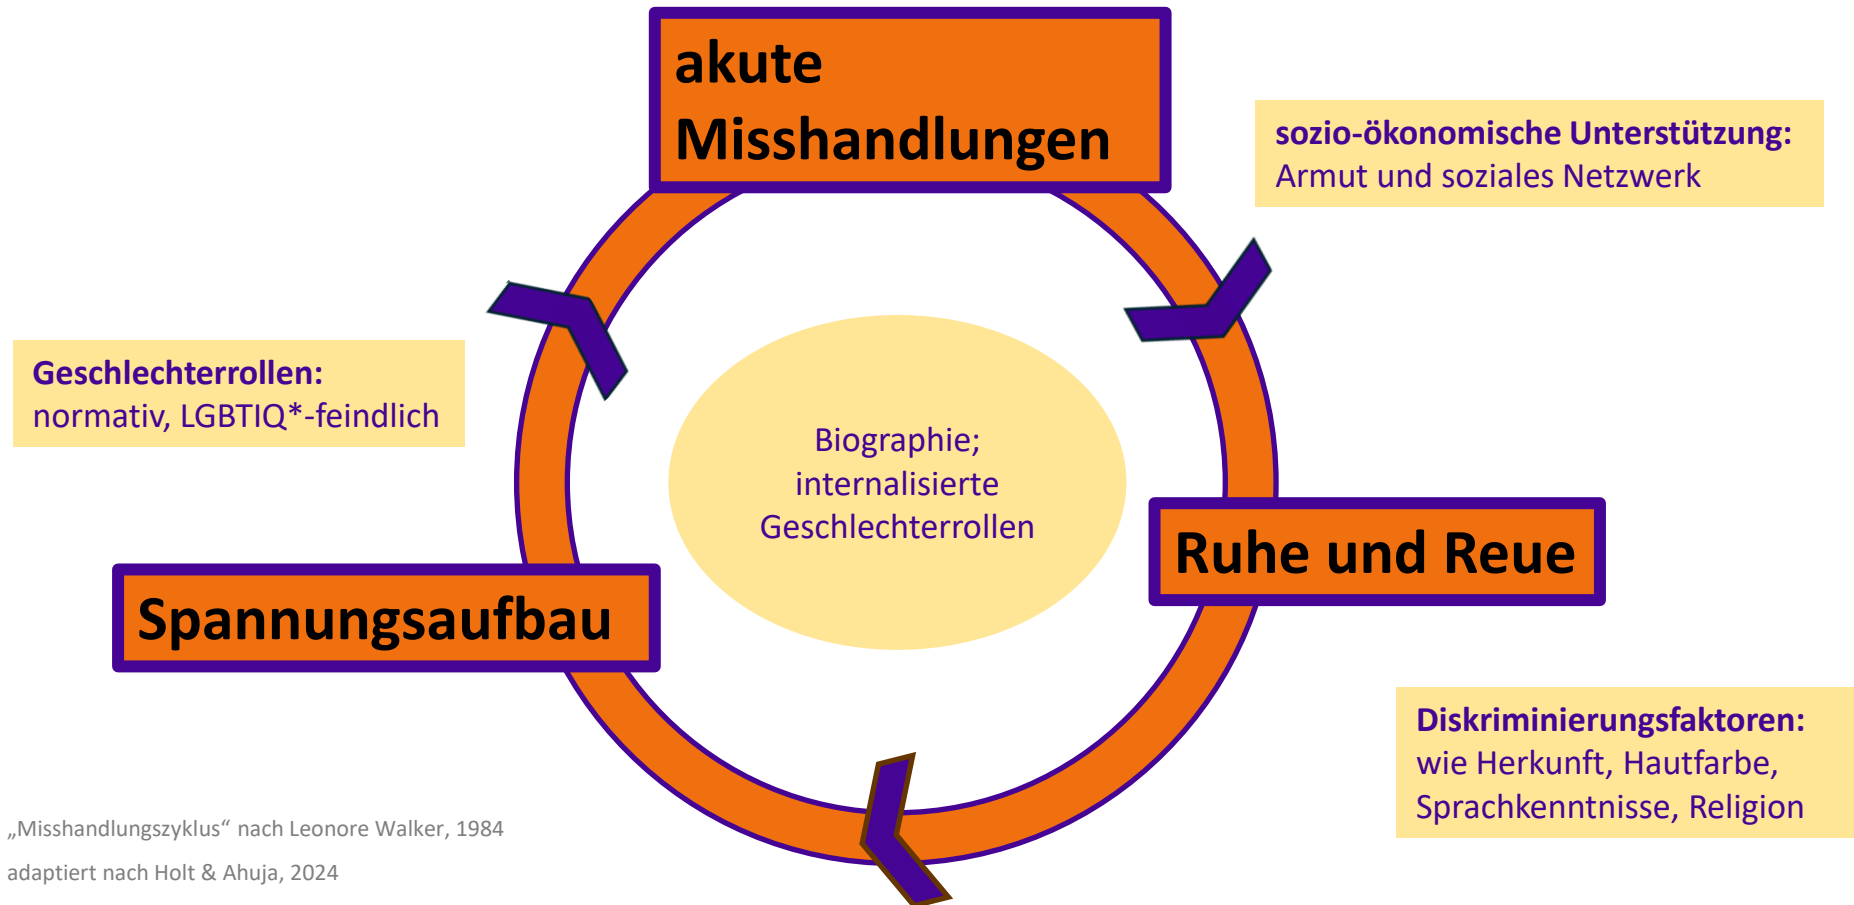 akute
Misshandlungen
sozio-ökonomische Unterstützung:
Armut und soziales Netzwerk
Geschlechterrollen:
normativ, LGBTIQ*-feindlich
Biographie;
internalisierte
Geschlechterrollen
Ruhe und Reue
Spannungsaufbau
Diskriminierungsfaktoren:
wie Herkunft, Hautfarbe,
Sprachkenntnisse, Religion
„Misshandlungszyklus“ nach Leonore Walker, 1984
adaptiert nach Holt & Ahuja, 2024